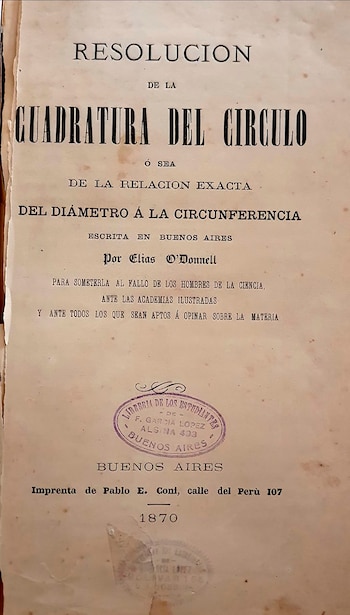 RESOLUCION
DE LA
CUADRATURA DEL CIRCULO
Ó SEA
DE LA RELACION EXACTA
DEL DIÁMETRO Á LA CIRCUNFERENCIA
ESCRITA EN BUENOS AIRES
Por Elias O'Donnell
PARA SOMETERLA AL FALLO DE LOS HOMBRES DE LA CIENCIA,
ANTE LAS ACADEMIAS ILUSTRADAS
Y ANTE TODOS LOS QUE SEAN APTOS Á OPINAR SOBRE LA MATERIA
LIBRERIA DE LOS ESTUDIANTES
- DE -
F. GARCIA LOPEZ
ALSINA 493
BUENOS AIRES
BUENOS AIRES
Imprenta de Pablo E. Coni, calle del Perú 107
1870